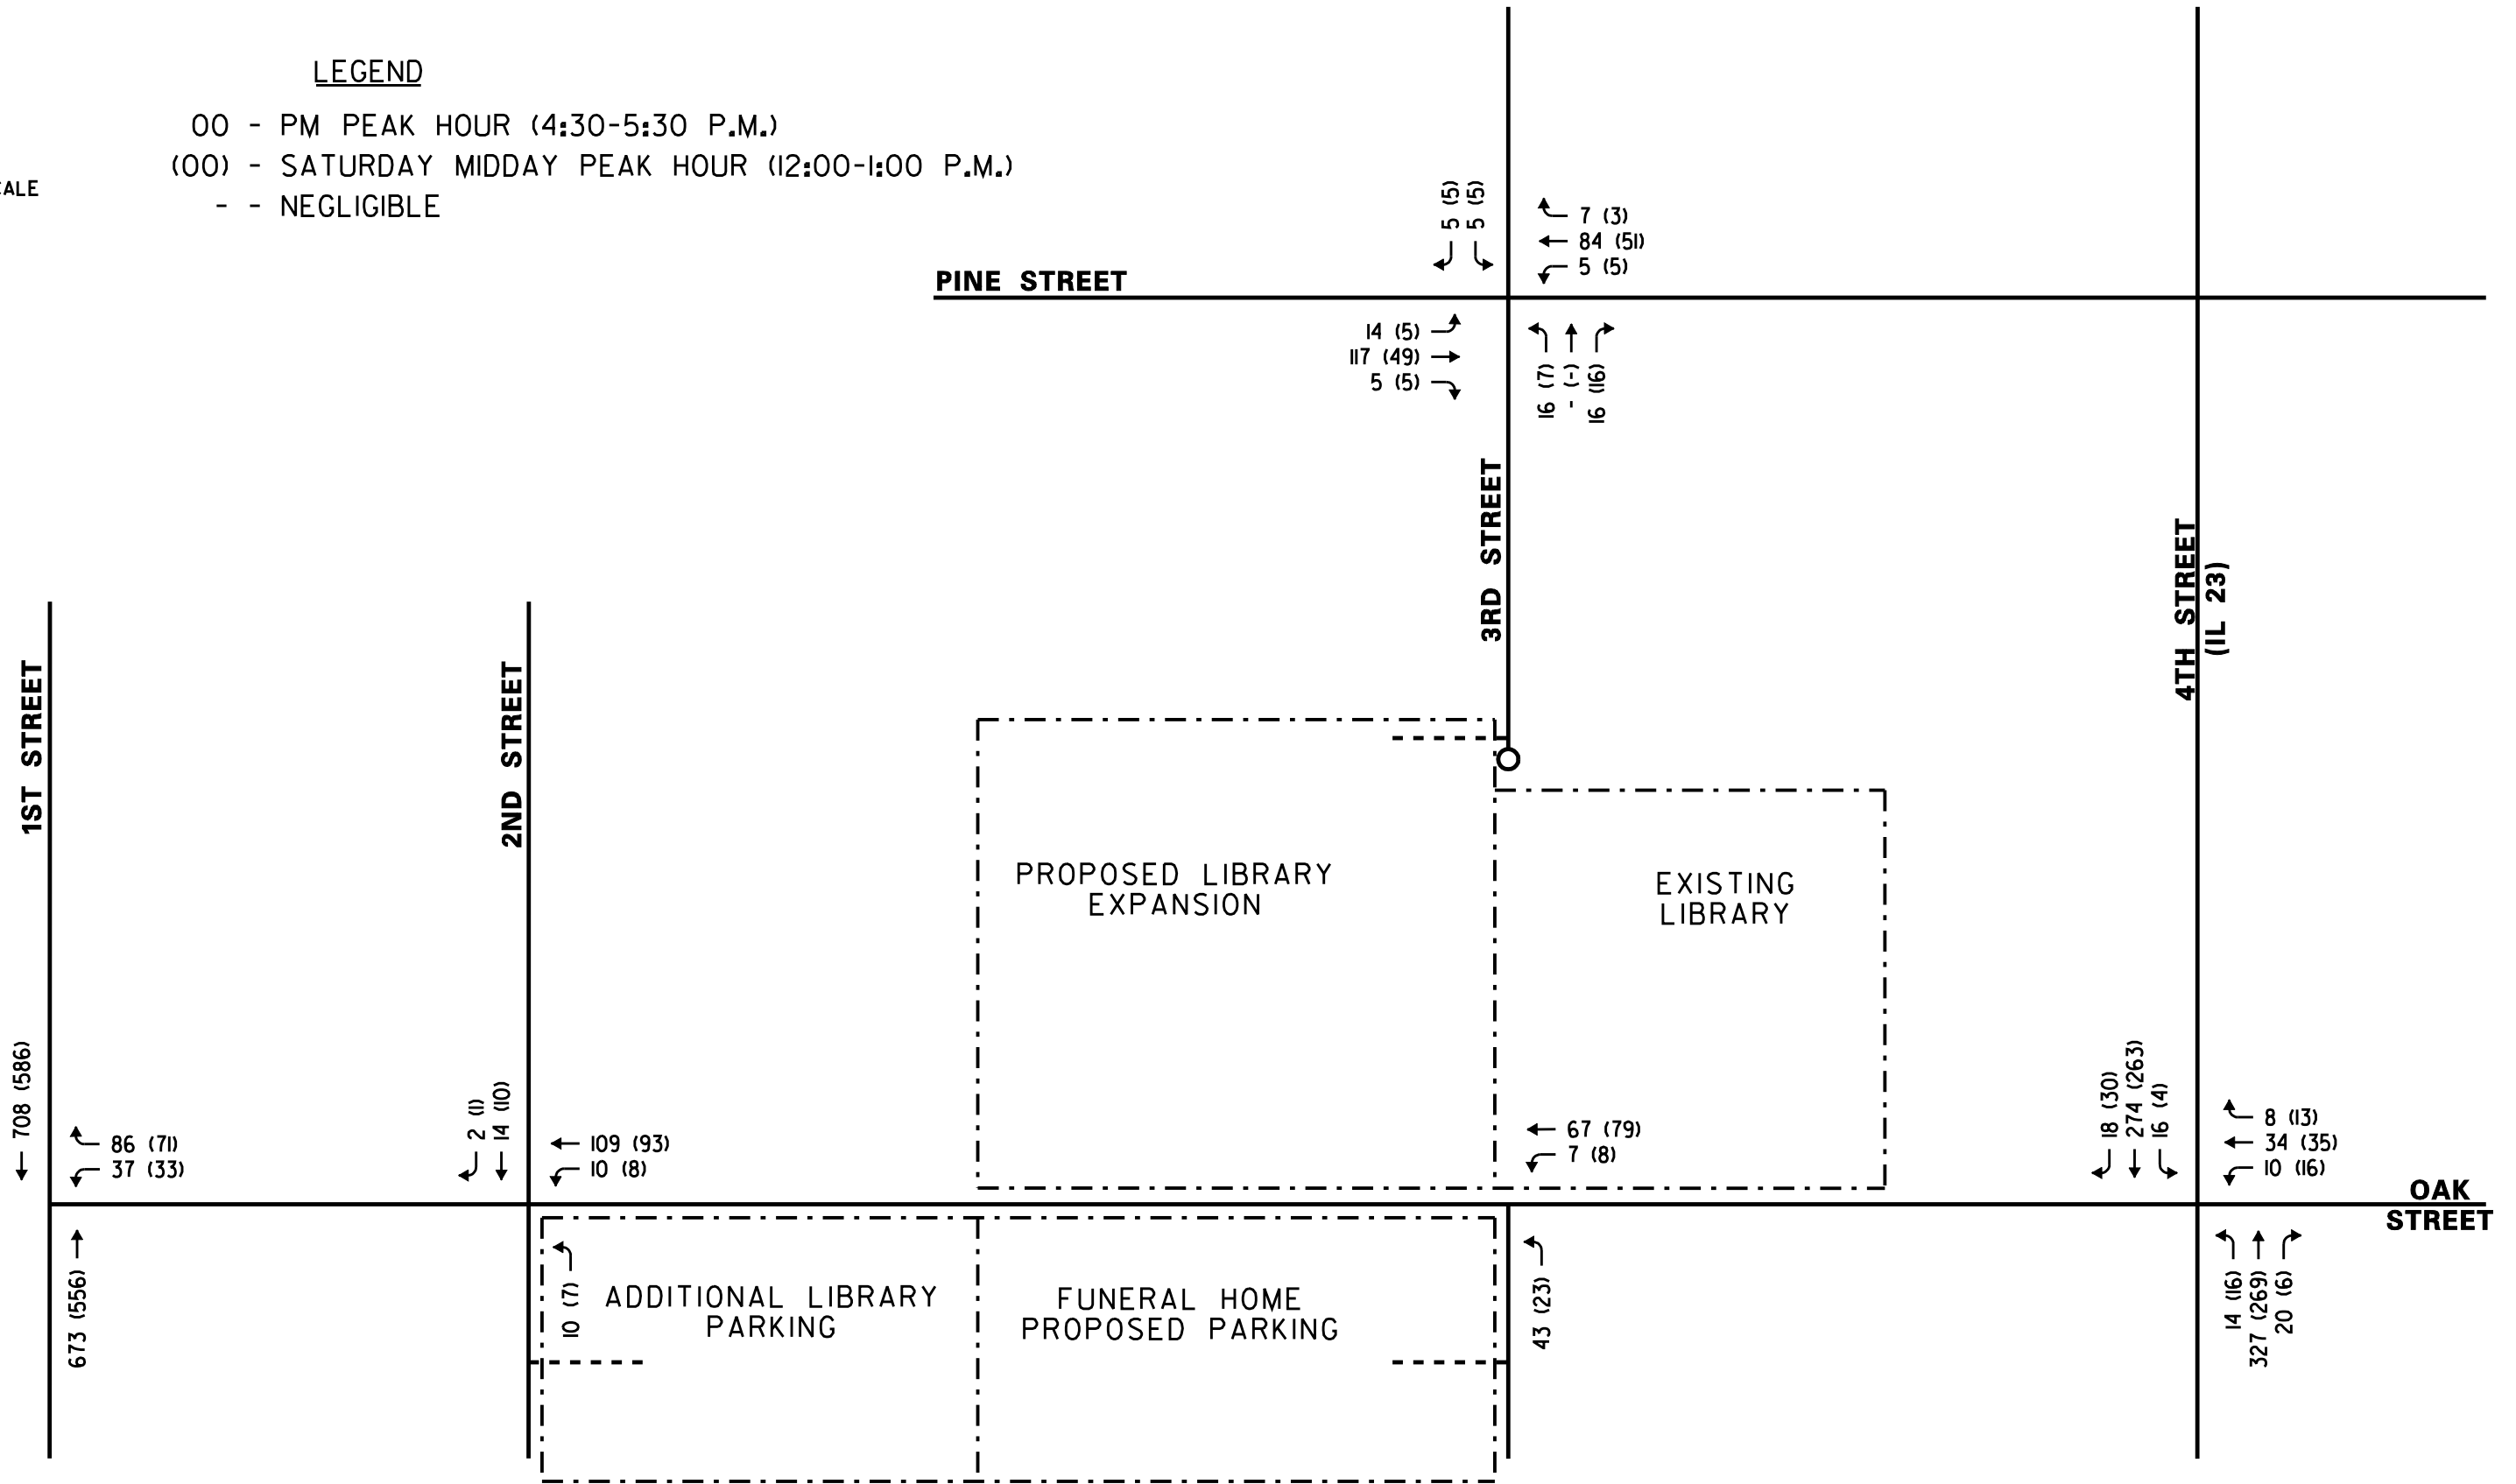 LEGEND
00 - PM PEAK HOUR (4:30-5:30 P.M.)
(00) - SATURDAY MIDDAY PEAK HOUR (12:00-1:00 P.M.)
- - NEGLIGIBLE
5 (5)
5 (5)
7 (3)
84 (51)
5 (5)
PINE STREET
14 (5)
117 (49)
5 (5)
16 (7)
- (-)
16 (16)
3RD STREET
4TH STREET
(IL 23)
1ST STREET
2ND STREET
PROPOSED LIBRARY
EXPANSION
EXISTING
LIBRARY
708 (586)
86 (71)
37 (33)
2 (1)
14 (10)
109 (93)
10 (8)
67 (79)
7 (8)
18 (30)
274 (263)
16 (4)
8 (13)
34 (35)
10 (16)
OAK
STREET
673 (556)
10 (7)
ADDITIONAL LIBRARY
PARKING
FUNERAL HOME
PROPOSED PARKING
43 (23)
14 (16)
327 (269)
20 (6)